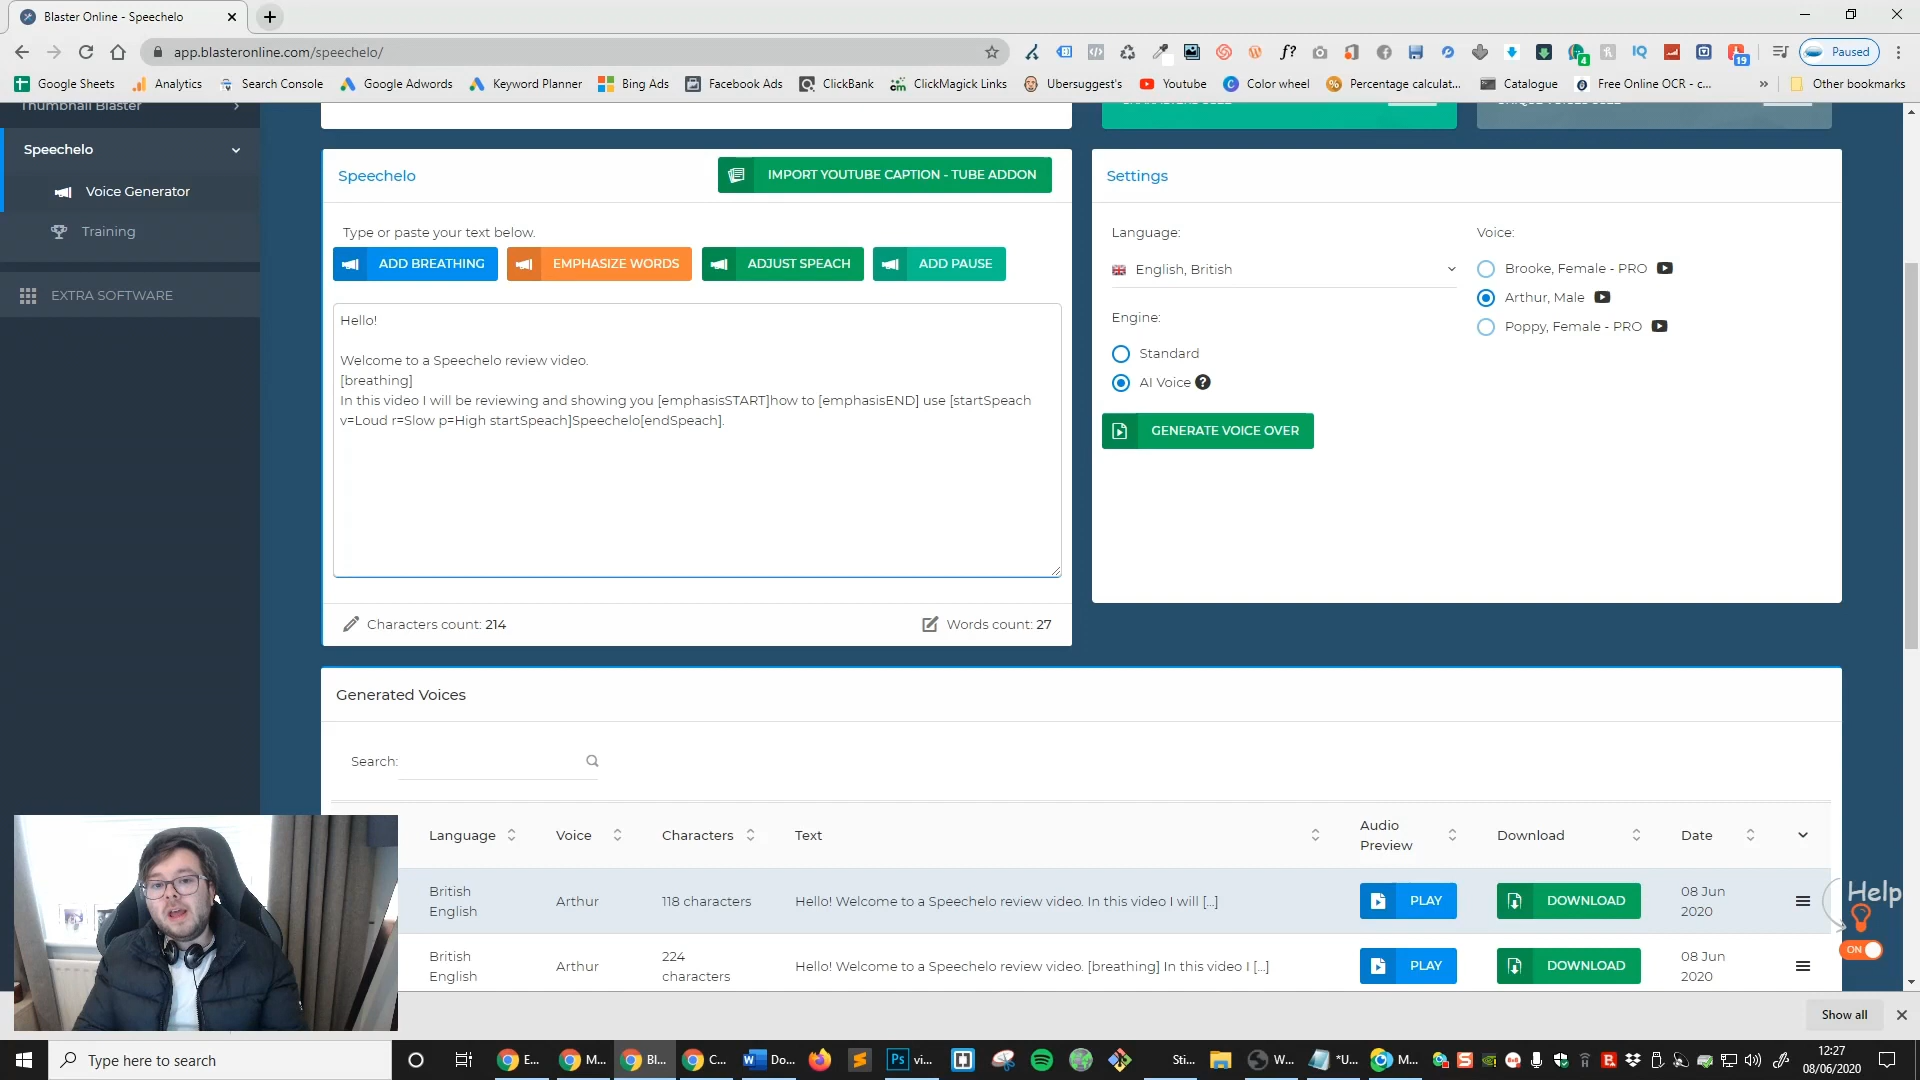 Blaster Online - Speechelo
app.blasteronline.com/speechelo/
Paused
Google Sheets
Analytics
Search Console
Google Adwords
Keyword Planner
Bing Ads
Facebook Ads
ClickBank
ClickMagick Links
Ubersuggest's
Youtube
Color wheel
Percentage calculat...
Catalogue
Free Online OCR - c...
»
Other bookmarks
Thumbnail Blaster
Speechelo
Voice Generator
Training
EXTRA SOFTWARE
Speechelo
IMPORT YOUTUBE CAPTION - TUBE ADDON
Type or paste your text below.
ADD BREATHING
EMPHASIZE WORDS
ADJUST SPEACH
ADD PAUSE
Hello!
Welcome to a Speechelo review video.
[breathing]
In this video I will be reviewing and showing you [emphasisSTART]how to [emphasisEND] use [startSpeach
v=Loud r=Slow p=High startSpeach]Speechelo[endSpeach].
Characters count: 214
Words count: 27
Settings
Language:
English, British
Engine:
Standard
AI Voice
GENERATE VOICE OVER
Voice:
Brooke, Female - PRO
Arthur, Male
Poppy, Female - PRO
Generated Voices
Search:
Language
Voice
Characters
Text
Audio
Preview
Download
Date
British
English
Arthur
118 characters
Hello! Welcome to a Speechelo review video. In this video I will [...]
PLAY
DOWNLOAD
08 Jun
2020
British
English
Arthur
224
characters
Hello! Welcome to a Speechelo review video. [breathing] In this video I [...]
PLAY
DOWNLOAD
08 Jun
2020
Help
ON
Show all
Type here to search
E...
M...
Bl...
C...
Do...
vi...
Sti...
W...
*U...
M...
12:27
08/06/2020